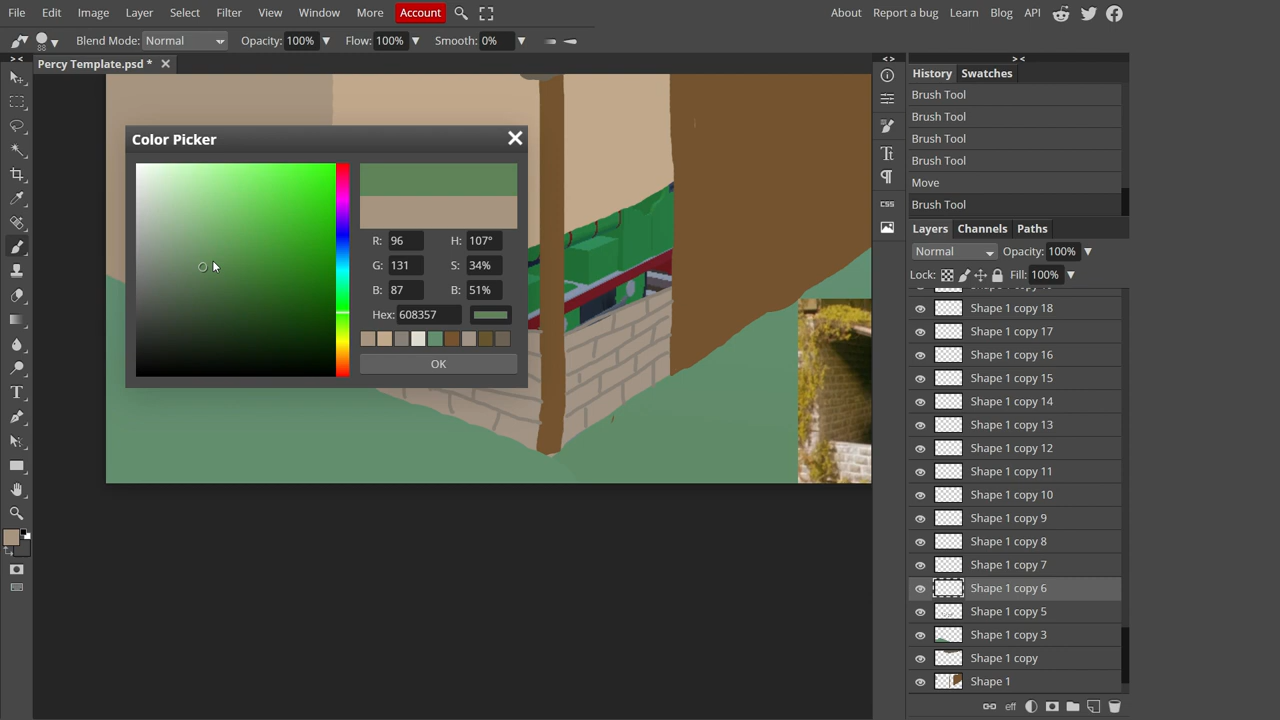 File Edit Image Layer Select Filter View Window More Account
About Report a bug Learn Blog API
88 Blend Mode: Normal Opacity: 100% Flow: 100% Smooth: 0%
Percy Template.psd *
Color Picker
R: 96 H: 107°
G: 131 S: 34%
B: 87 B: 51%
Hex: 608357
OK
History Swatches
Brush Tool
Brush Tool
Brush Tool
Brush Tool
Move
Brush Tool
Layers Channels Paths
Normal Opacity: 100%
Lock: Fill: 100%
Shape 1 copy 18
Shape 1 copy 17
Shape 1 copy 16
Shape 1 copy 15
Shape 1 copy 14
Shape 1 copy 13
Shape 1 copy 12
Shape 1 copy 11
Shape 1 copy 10
Shape 1 copy 9
Shape 1 copy 8
Shape 1 copy 7
Shape 1 copy 6
Shape 1 copy 5
Shape 1 copy 3
Shape 1 copy
Shape 1
eff
CSS